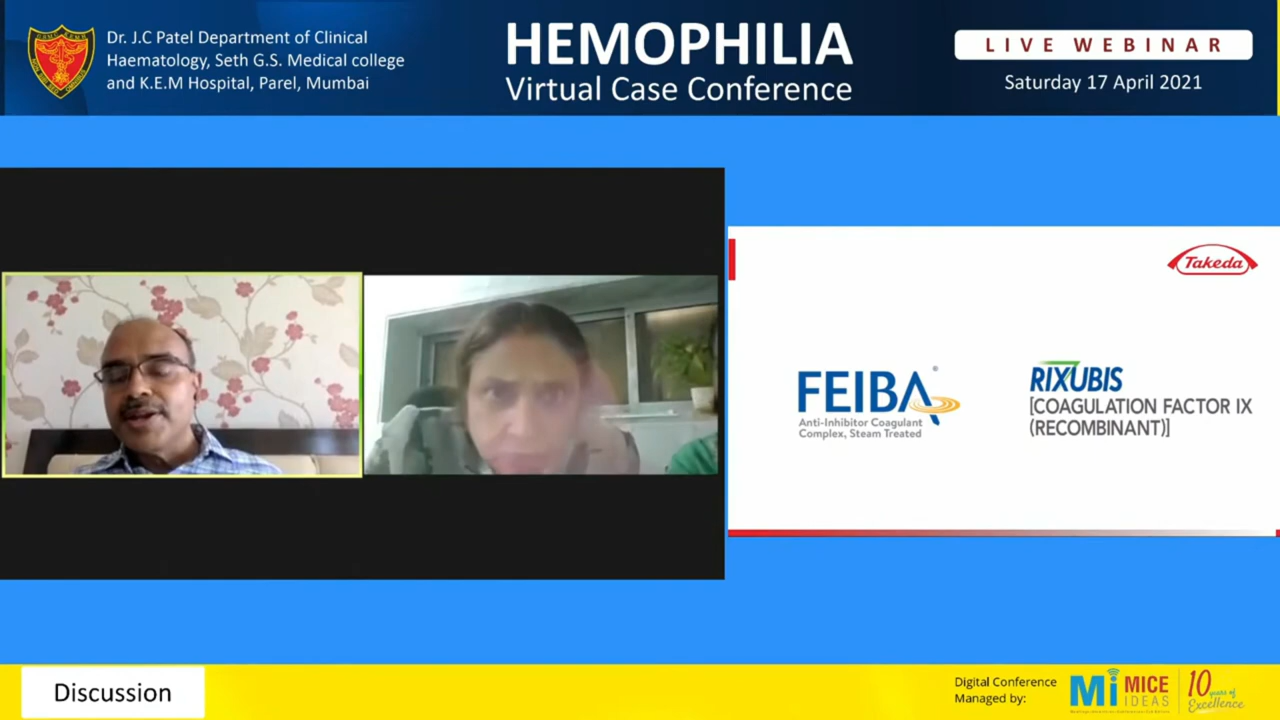 Dr. J.C Patel Department of Clinical
Haematology, Seth G.S. Medical college
and K.E.M Hospital, Parel, Mumbai
HEMOPHILIA
Virtual Case Conference
LIVE WEBINAR
Saturday 17 April 2021
Takeda
FEIBA®
Anti-Inhibitor Coagulant
Complex, Steam Treated
RIXUBIS
[COAGULATION FACTOR IX
(RECOMBINANT)]
Discussion
Digital Conference
Managed by:
Mi MICE
IDEAS
10 years of
Excellence